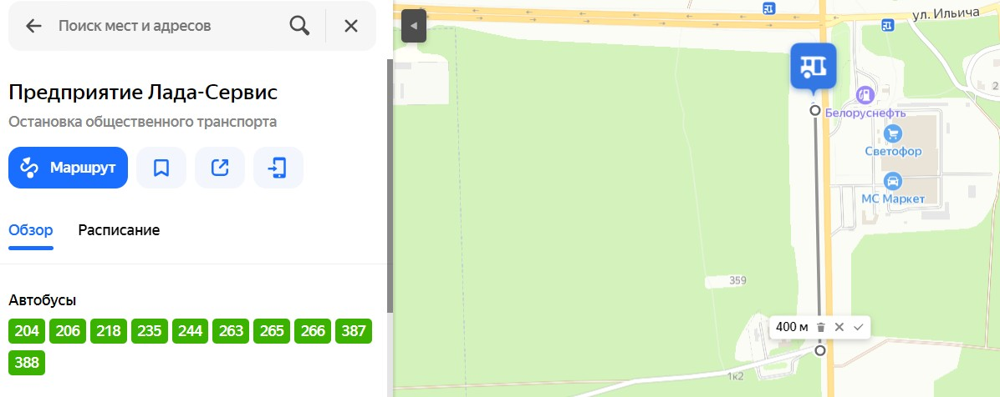 Поиск мест и адресов
Предприятие Лада-Сервис
Остановка общественного транспорта
Маршрут
Обзор
Расписание
Автобусы
204 206 218 235 244 263 265 266 387
388
ул. Ильича
2
Белоруснефть
Светофор
МС Маркет
359
400 м
1к2